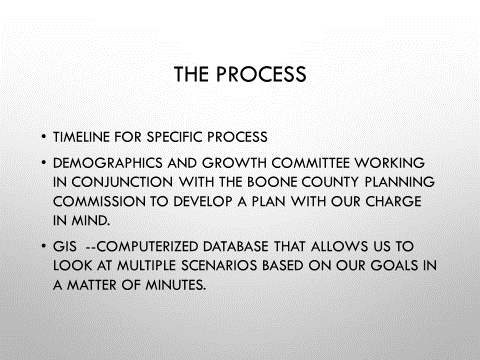 THE PROCESS
• TIMELINE FOR SPECIFIC PROCESS
• DEMOGRAPHICS AND GROWTH COMMITTEE WORKING
IN CONJUNCTION WITH THE BOONE COUNTY PLANNING
COMMISSION TO DEVELOP A PLAN WITH OUR CHARGE
IN MIND.
• GIS --COMPUTERIZED DATABASE THAT ALLOWS US TO
LOOK AT MULTIPLE SCENARIOS BASED ON OUR GOALS IN
A MATTER OF MINUTES.